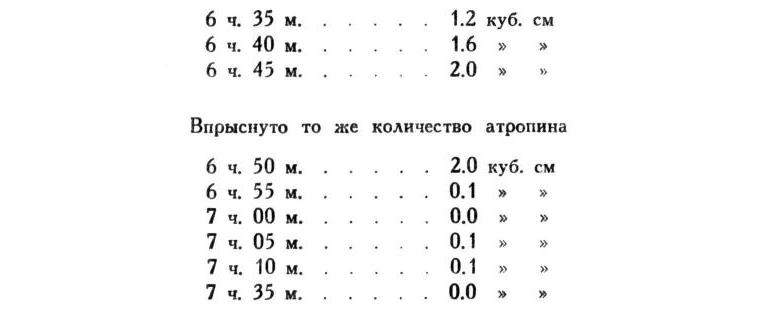 6 ч. 35 м. . . . . . 1.2 куб. см
6 ч. 40 м. . . . . . 1.6 » »
6 ч. 45 м. . . . . . 2.0 » »
Впрыснуто то же количество атропина
6 ч. 50 м. . . . . . 2.0 куб. см
6 ч. 55 м. . . . . . 0.1 » »
7 ч. 00 м. . . . . . 0.0 » »
7 ч. 05 м. . . . . . 0.1 » »
7 ч. 10 м. . . . . . 0.1 » »
7 ч. 35 м. . . . . . 0.0 » »